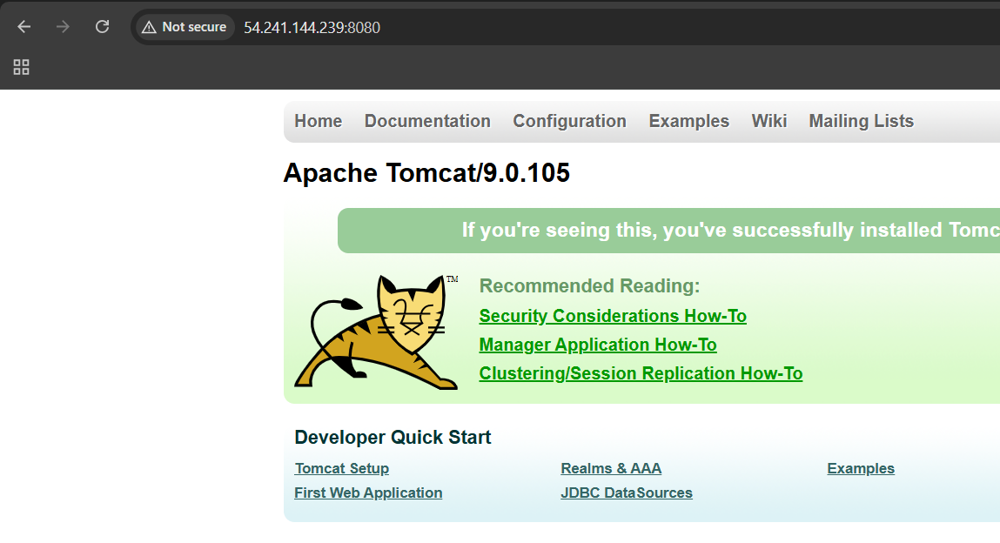 Not secure 54.241.144.239:8080
Home Documentation Configuration Examples Wiki Mailing Lists
Apache Tomcat/9.0.105
If you're seeing this, you've successfully installed Tomc
TM
Recommended Reading:
Security Considerations How-To
Manager Application How-To
Clustering/Session Replication How-To
Developer Quick Start
Tomcat Setup Realms & AAA Examples
First Web Application JDBC DataSources